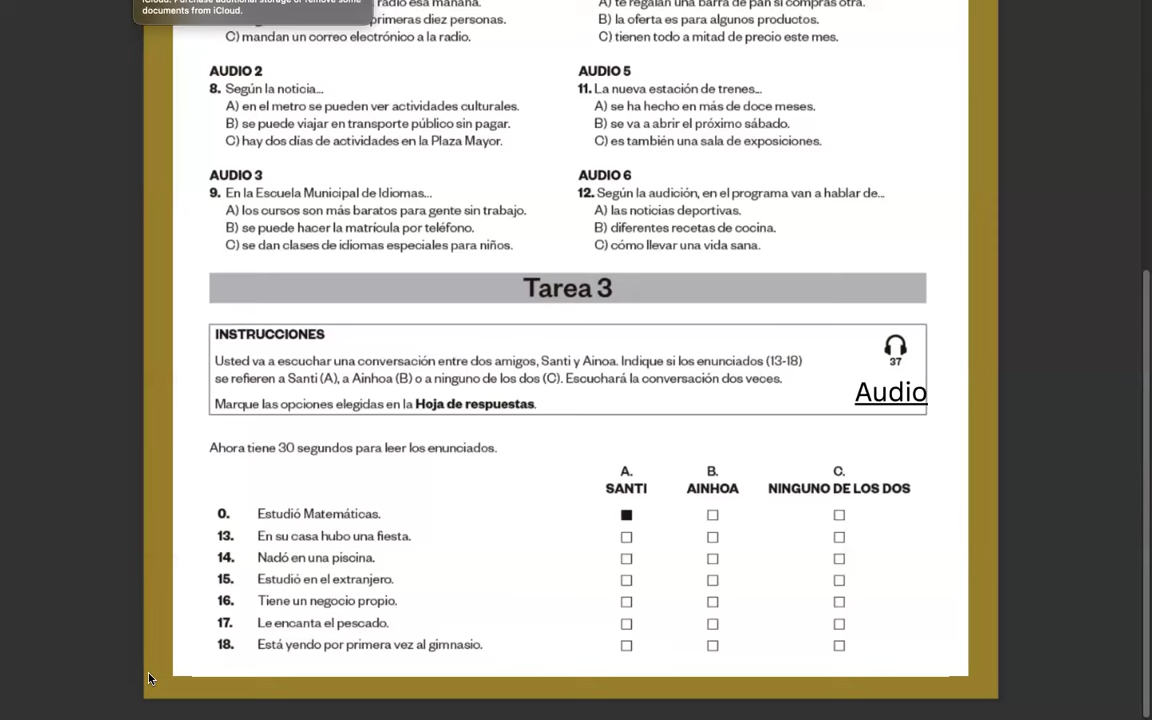 documents from iCloud.
radio esa mañana.
primeras diez personas.
C) mandan un correo electrónico a la radio.
A) te regalan una barra de pan si compras otra.
B) la oferta es para algunos productos.
C) tienen todo a mitad de precio este mes.
AUDIO 2
8. Según la noticia...
A) en el metro se pueden ver actividades culturales.
B) se puede viajar en transporte público sin pagar.
C) hay dos días de actividades en la Plaza Mayor.
AUDIO 5
11. La nueva estación de trenes...
A) se ha hecho en más de doce meses.
B) se va a abrir el próximo sábado.
C) es también una sala de exposiciones.
AUDIO 3
9. En la Escuela Municipal de Idiomas...
A) los cursos son más baratos para gente sin trabajo.
B) se puede hacer la matrícula por teléfono.
C) se dan clases de idiomas especiales para niños.
AUDIO 6
12. Según la audición, en el programa van a hablar de...
A) las noticias deportivas.
B) diferentes recetas de cocina.
C) cómo llevar una vida sana.
Tarea 3
INSTRUCCIONES
Usted va a escuchar una conversación entre dos amigos, Santi y Ainoa. Indique si los enunciados (13-18)
se refieren a Santi (A), a Ainhoa (B) o a ninguno de los dos (C). Escuchará la conversación dos veces.
Marque las opciones elegidas en la Hoja de respuestas.
37
Audio
Ahora tiene 30 segundos para leer los enunciados.
A. B. C.
SANTI AINHOA NINGUNO DE LOS DOS
0. Estudió Matemáticas.
13. En su casa hubo una fiesta.
14. Nadó en una piscina.
15. Estudió en el extranjero.
16. Tiene un negocio propio.
17. Le encanta el pescado.
18. Está yendo por primera vez al gimnasio.